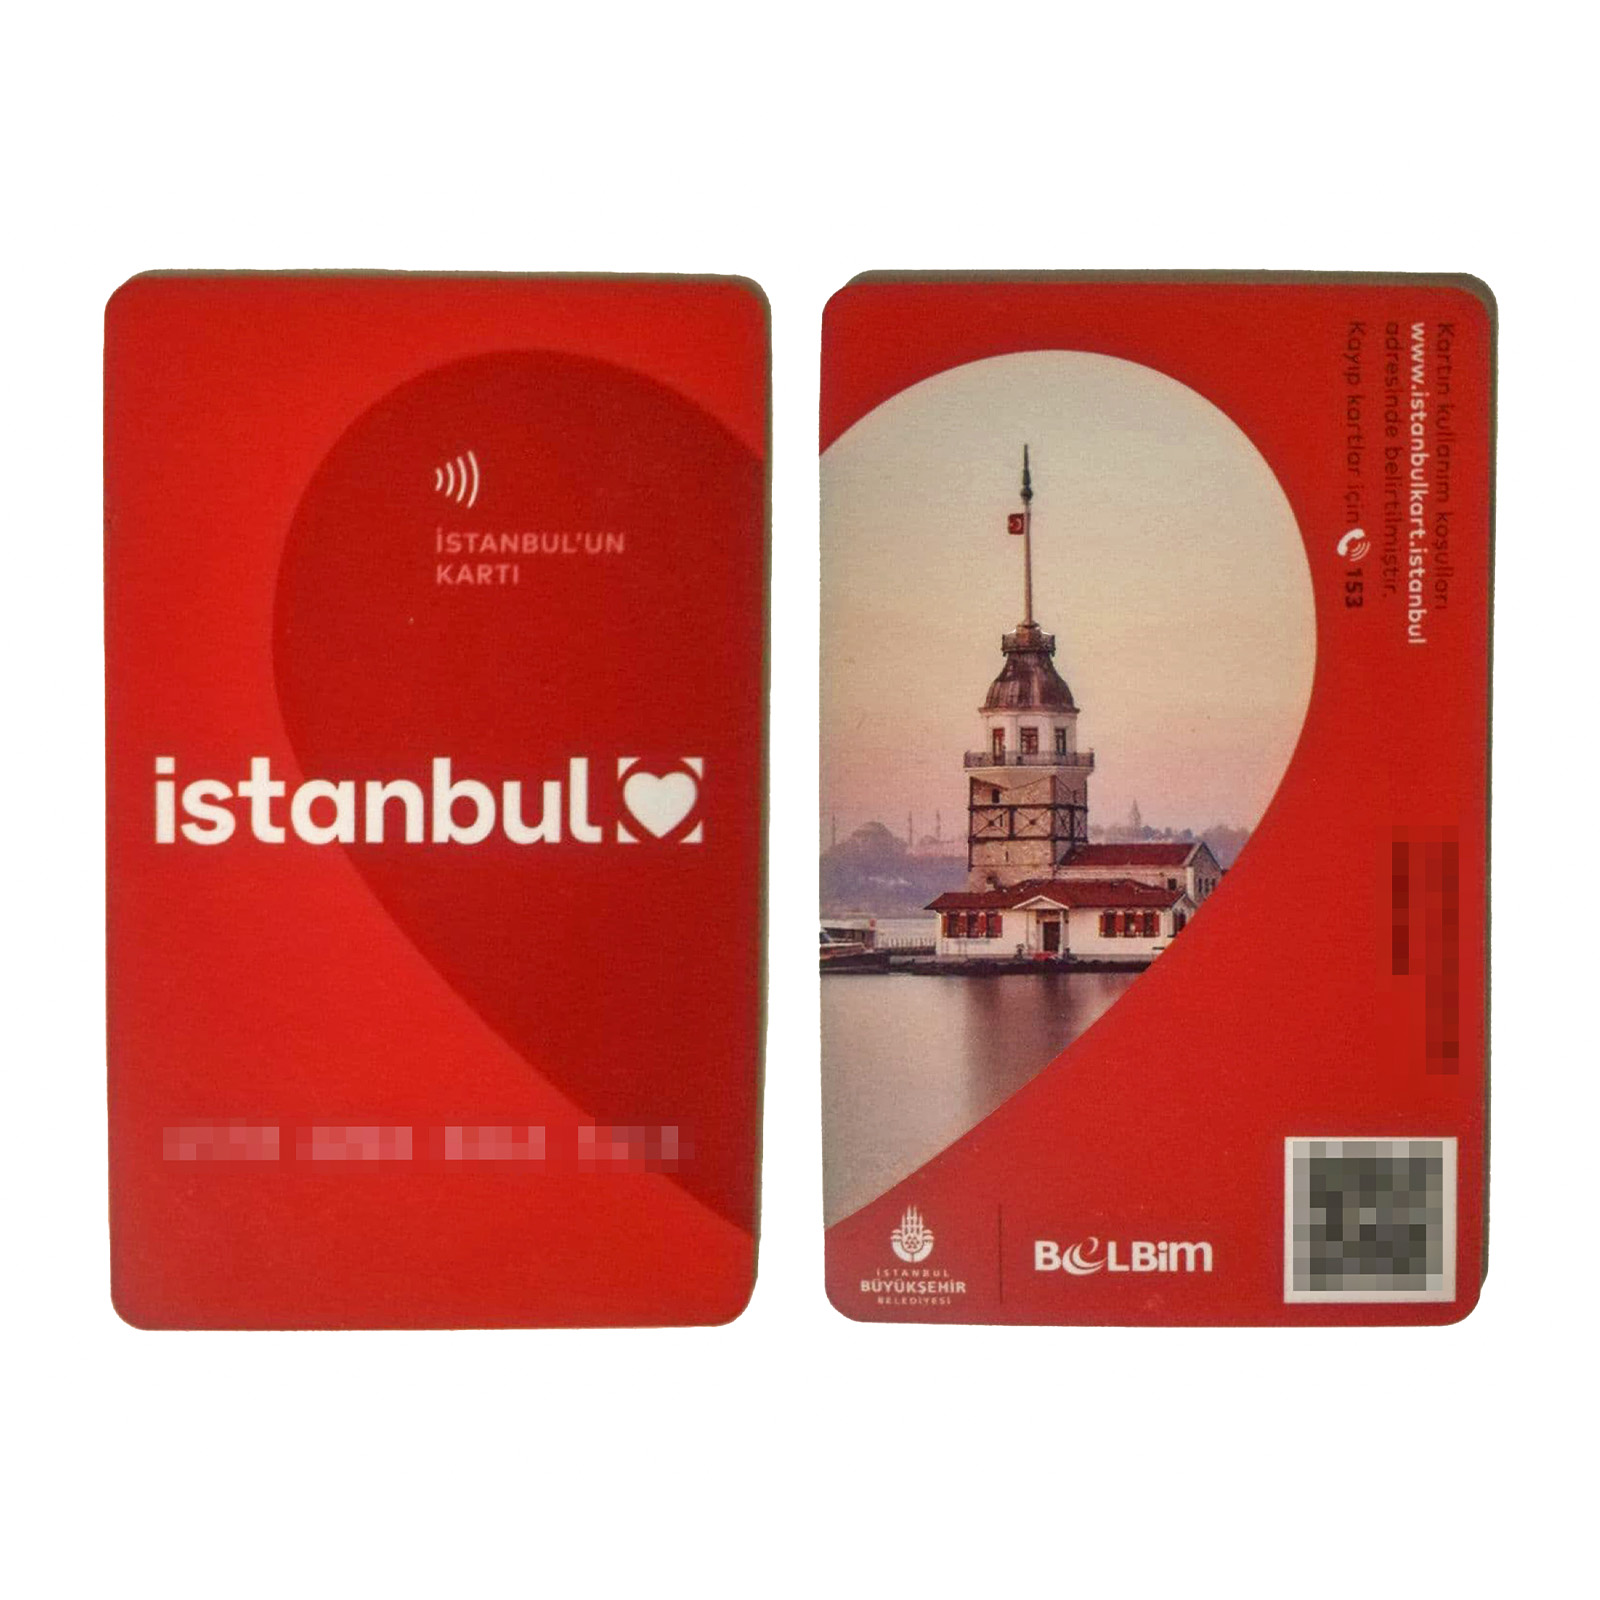 İSTANBUL'UN
KARTI
istanbul
Kartın kullanım koşulları
www.istanbulkart.istanbul
adresinde belirtilmiştir.
Kayıp kartlar için 153
İSTANBUL
BÜYÜKŞEHİR
BELEDİYESİ
BELBiM